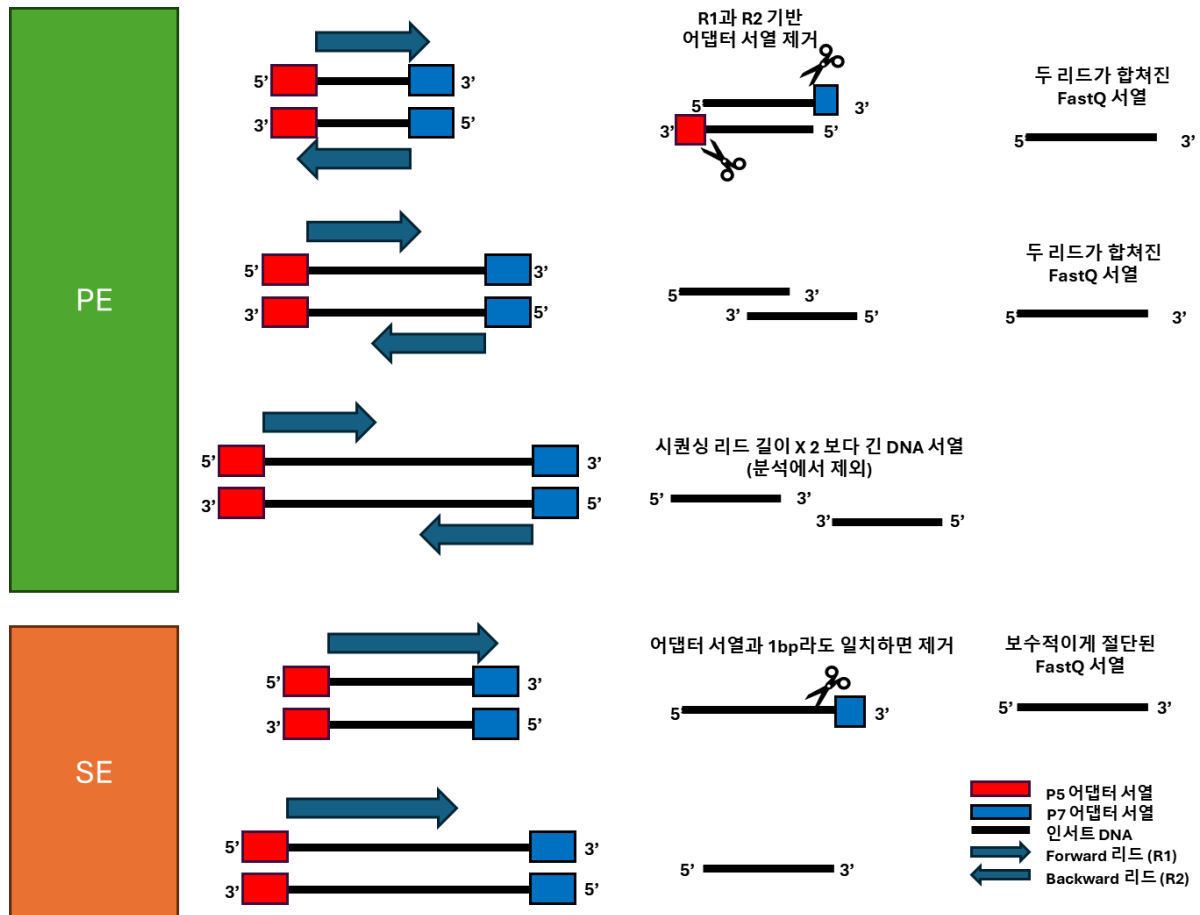 PE
5’
3’
3’
5’
R1과 R2 기반
어댑터 서열 제거
5’
3’
3’
5’
두 리드가 합쳐진
FastQ 서열
5’
3’
5’
3’
3’
5’
5’
3’
3’
5’
두 리드가 합쳐진
FastQ 서열
5’
3’
5’
3’
3’
5’
시퀀싱 리드 길이 X 2 보다 긴 DNA 서열
(분석에서 제외)
5’
3’
3’
5’
SE
5’
3’
3’
5’
어댑터 서열과 1bp라도 일치하면 제거
5’
3’
보수적이게 절단된
FastQ 서열
5’
3’
5’
3’
3’
5’
5’
3’
P5 어댑터 서열
P7 어댑터 서열
인서트 DNA
Forward 리드 (R1)
Backward 리드 (R2)